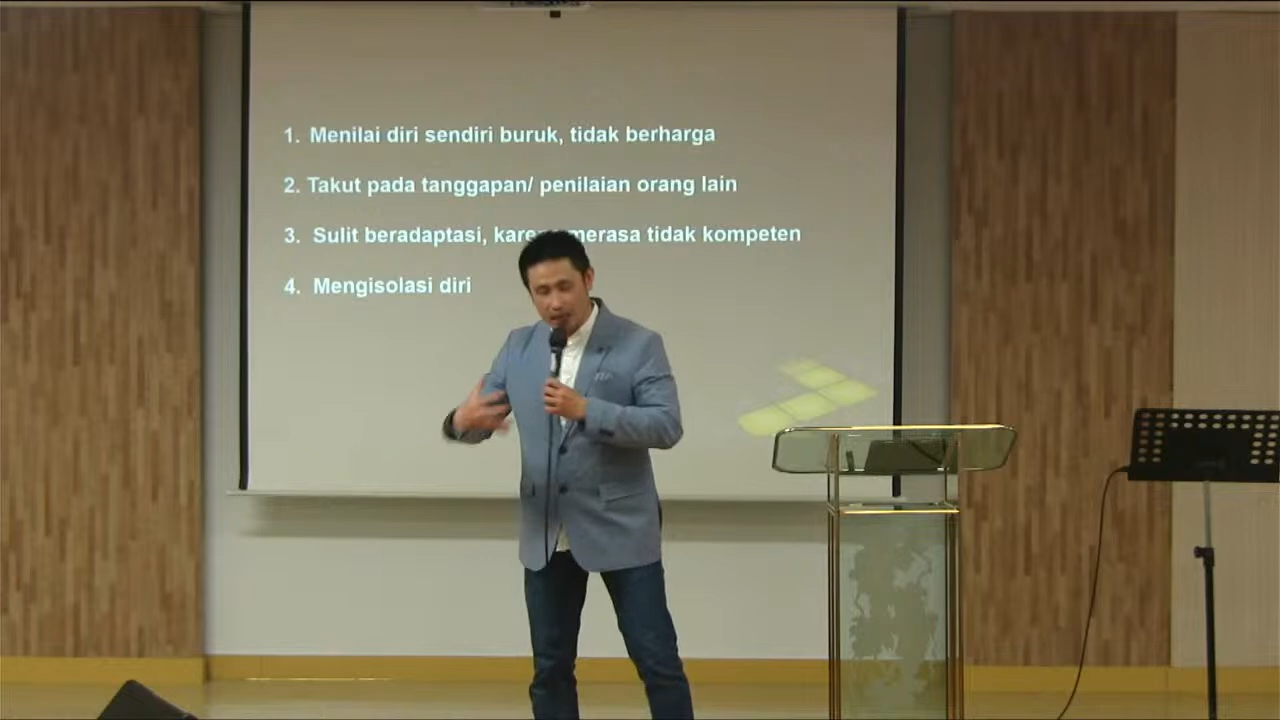 1. Menilai diri sendiri buruk, tidak berharga
2. Takut pada tanggapan/ penilaian orang lain
3. Sulit beradaptasi, merasa tidak kompeten
4. Mengisolasi diri